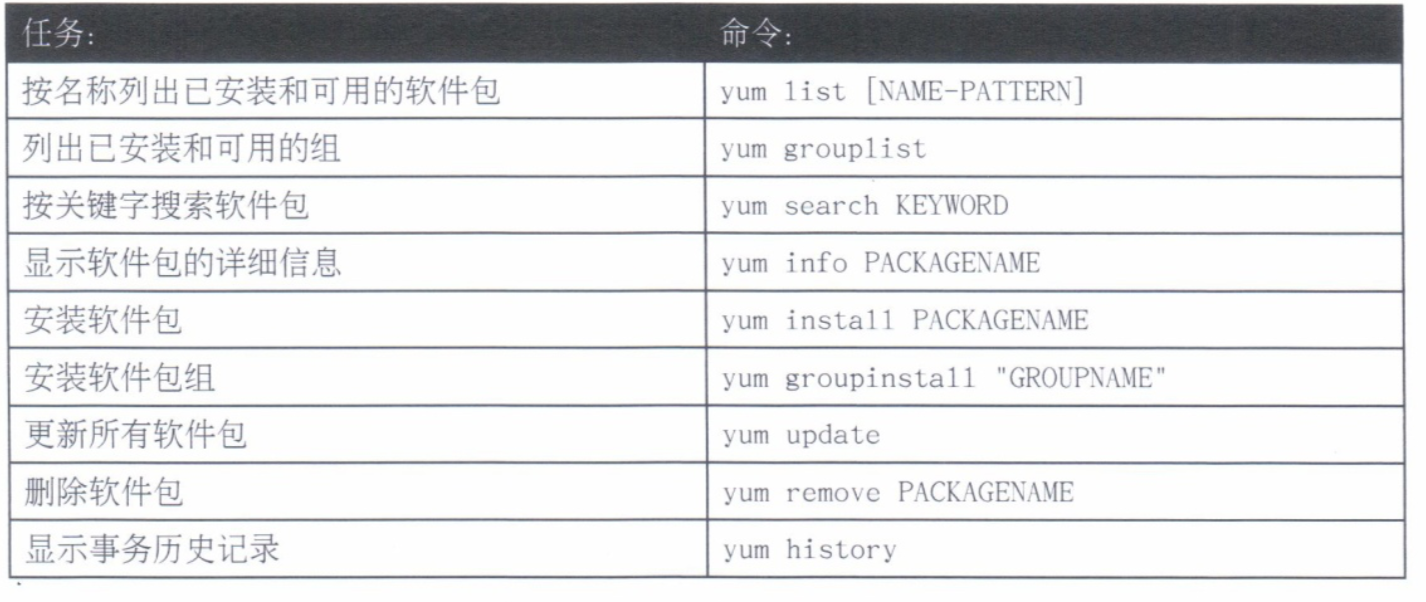 任务: 命令:
按名称列出已安装和可用的软件包 yum list [NAME-PATTERN]
列出已安装和可用的组 yum grouplist
按关键字搜索软件包 yum search KEYWORD
显示软件包的详细信息 yum info PACKAGENAME
安装软件包 yum install PACKAGENAME
安装软件包组 yum groupinstall "GROUPNAME"
更新所有软件包 yum update
删除软件包 yum remove PACKAGENAME
显示事务历史记录 yum history